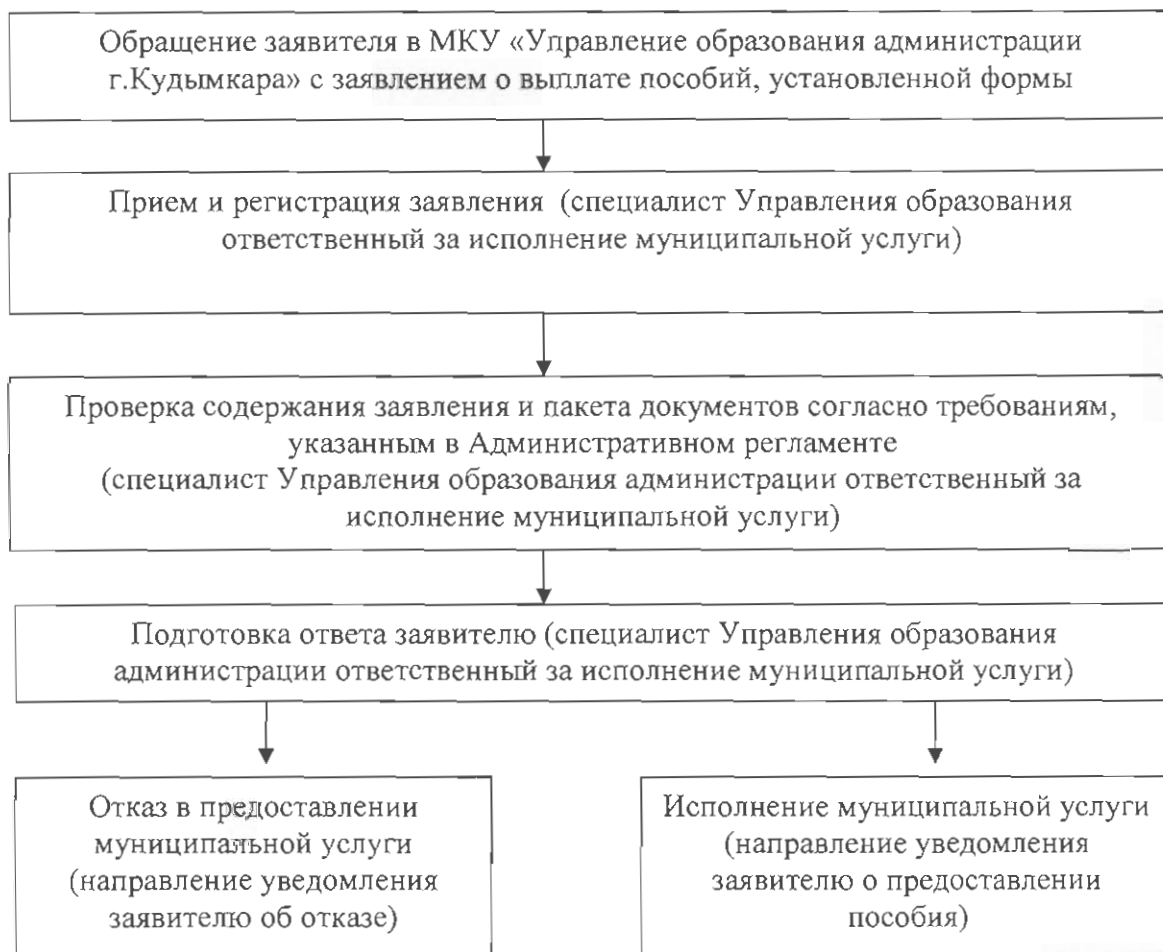 Обращение заявителя в МКУ «Управление образования администрации
г.Кудымкара» с заявлением о выплате пособий, установленной формы
Прием и регистрация заявления (специалист Управления образования
ответственный за исполнение муниципальной услуги)
Проверка содержания заявления и пакета документов согласно требованиям,
указанным в Административном регламенте
(специалист Управления образования администрации ответственный за
исполнение муниципальной услуги)
Подготовка ответа заявителю (специалист Управления образования
администрации ответственный за исполнение муниципальной услуги)
Отказ в предоставлении
муниципальной услуги
(направление уведомления
заявителю об отказе)
Исполнение муниципальной услуги
(направление уведомления
заявителю о предоставлении
пособия)